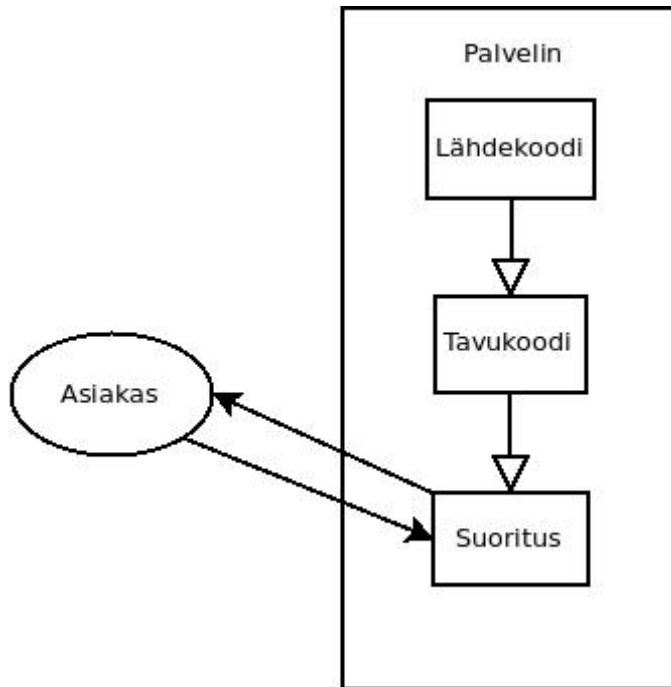 Palvelin
Lähdekoodi
Tavukoodi
Asiakas
Suoritus